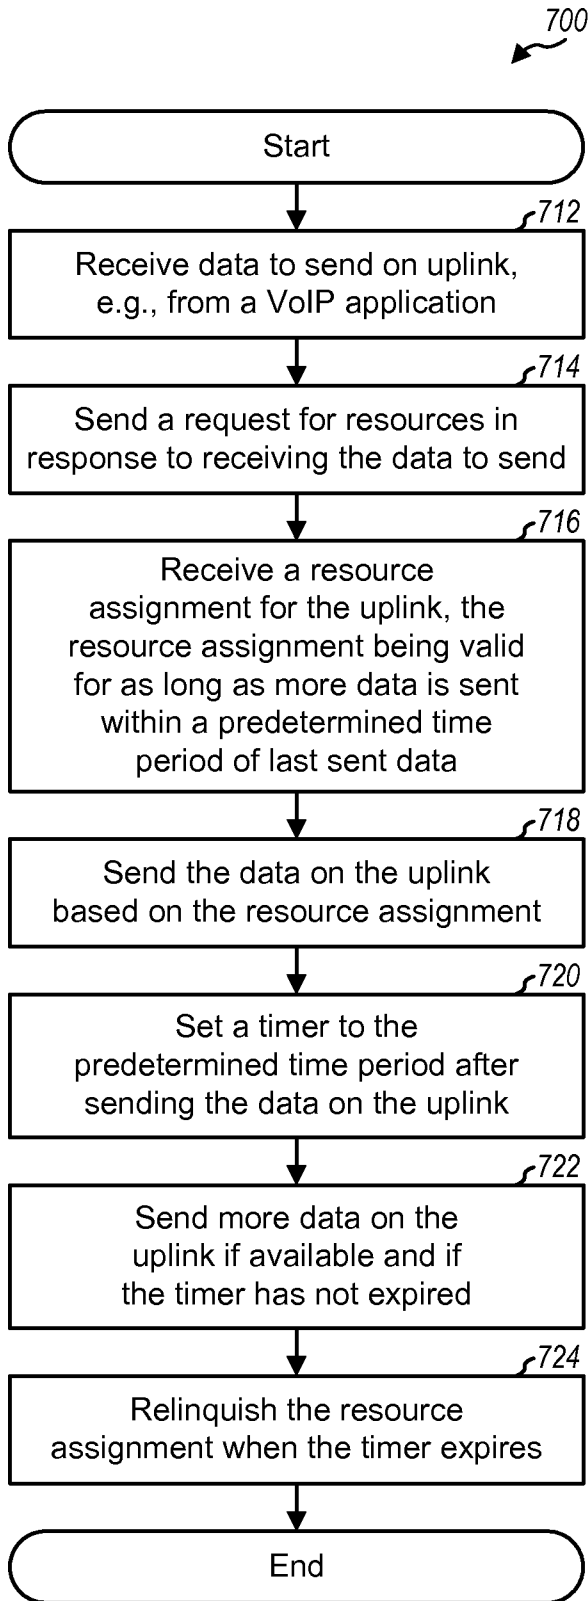 700
Start
712
Receive data to send on uplink,
e.g., from a VoIP application
714
Send a request for resources in
response to receiving the data to send
716
Receive a resource
assignment for the uplink, the
resource assignment being valid
for as long as more data is sent
within a predetermined time
period of last sent data
718
Send the data on the uplink
based on the resource assignment
720
Set a timer to the
predetermined time period after
sending the data on the uplink
722
Send more data on the
uplink if available and if
the timer has not expired
724
Relinquish the resource
assignment when the timer expires
End